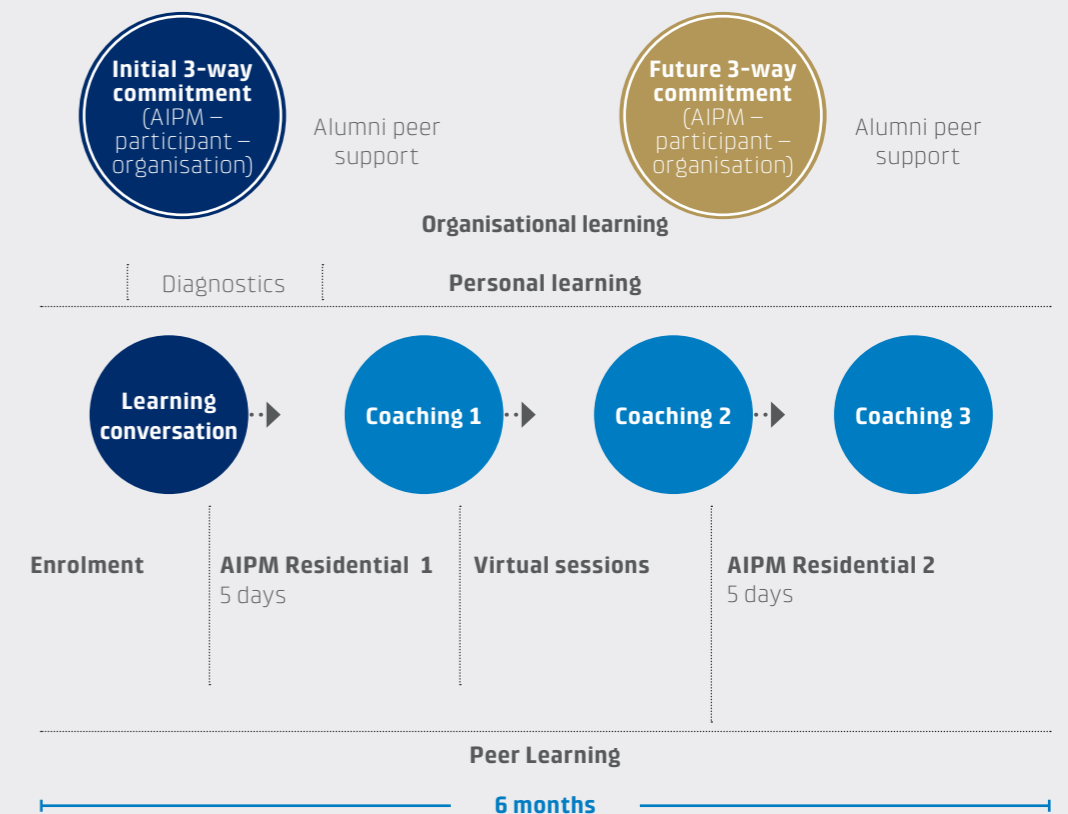 Initial 3-way
commitment
(AIPM –
participant –
organisation)
Alumni peer
support
Future 3-way
commitment
(AIPM –
participant –
organisation)
Alumni peer
support
Organisational learning
Diagnostics
Personal learning
Learning
conversation
Coaching 1
Coaching 2
Coaching 3
Enrolment
AIPM Residential 1
5 days
Virtual sessions
AIPM Residential 2
5 days
Peer Learning
6 months